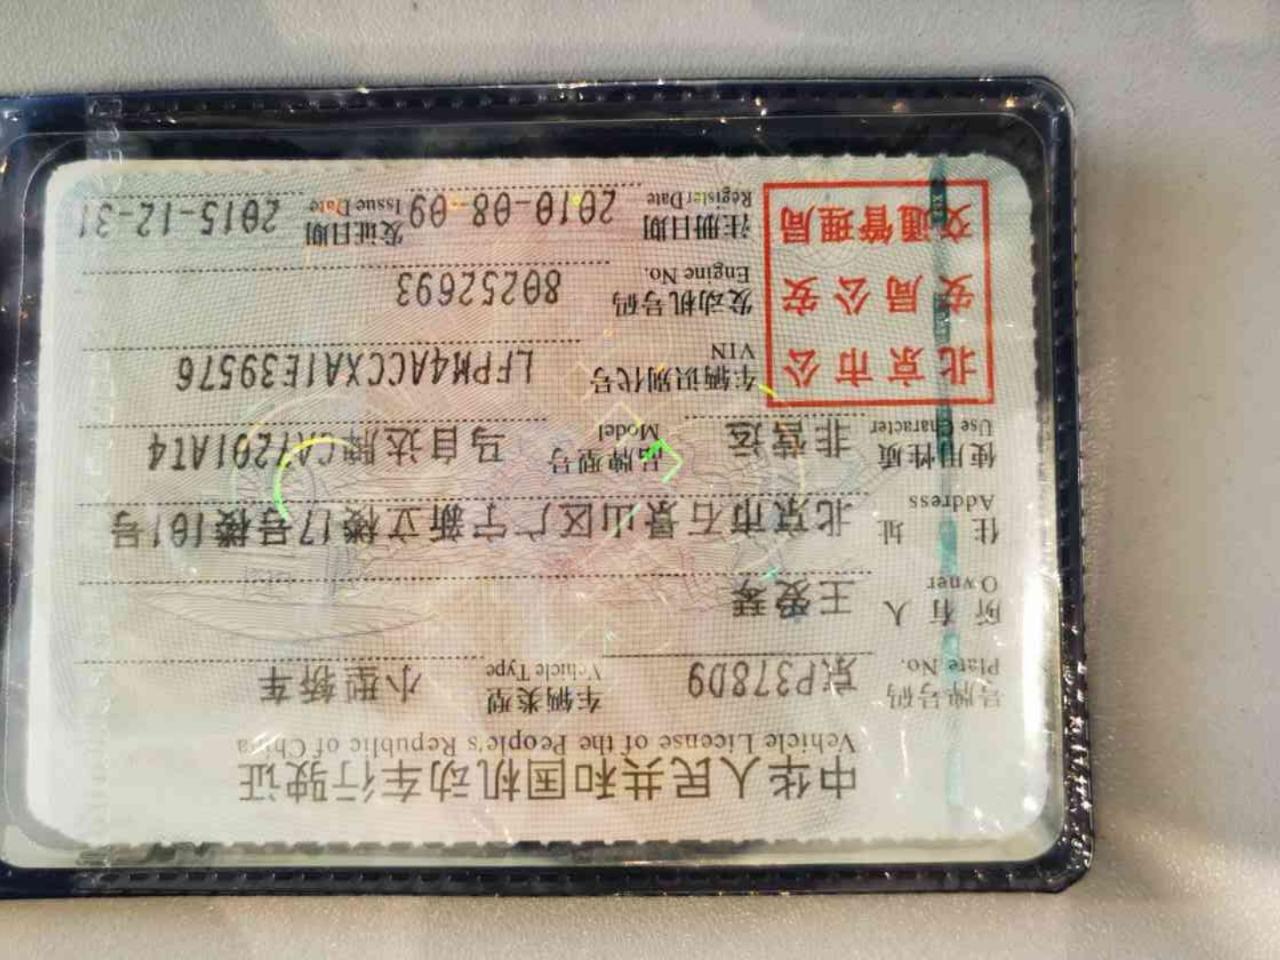 中华人民共和国机动车行驶证
Vehicle License of the People's Republic of China
号牌号码 京P378D9 车辆类型 小型轿车
Plate No. Vehicle Type
所有人 王爱琴
Owner
住址 北京市石景山区广宁新立楼17号楼101号
Address
使用性质 非营运 品牌型号 马自达牌CA7201AT4
Use Character Model
北京市公
安局公安
交通管理局
车辆识别代号 LFPM4ACCXA1E39576
VIN
发动机号码 80252693
Engine No.
注册日期 2010-08-09 发证日期 2015-12-31
Register Date Issue Date